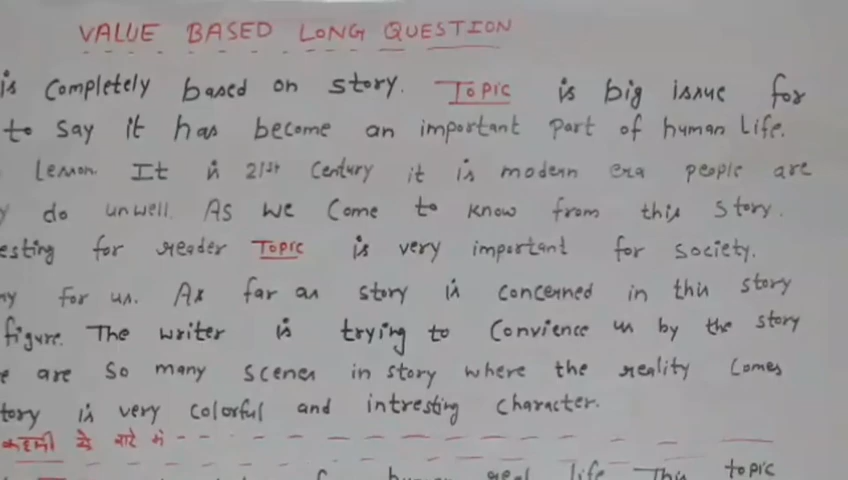 VALUE BASED LONG QUESTION
is completely based on story. Topic is big issue for
to say it has become an important part of human life.
Lesson. It is 21st Century it is modern era people are
do unwell. As we come to know from this story.
esting for reader Topic is very important for society.
ny for us. As far as story is concerned in this story
figure. The writer is trying to Convience us by the story
e are so many scenes in story where the reality comes
tory is very colorful and intresting character.
कहानी के बारे में
human real life This topic